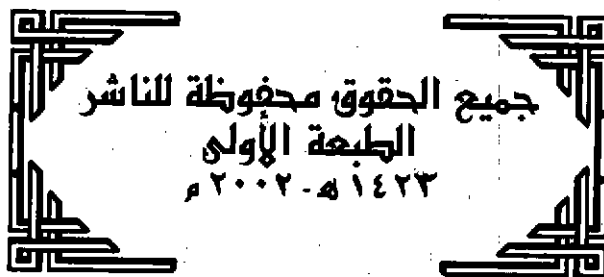 جميع الحقوق محفوظة للناشر
الطبعة الأولى
١٤٢٣ هـ - ٢٠٠٢ م